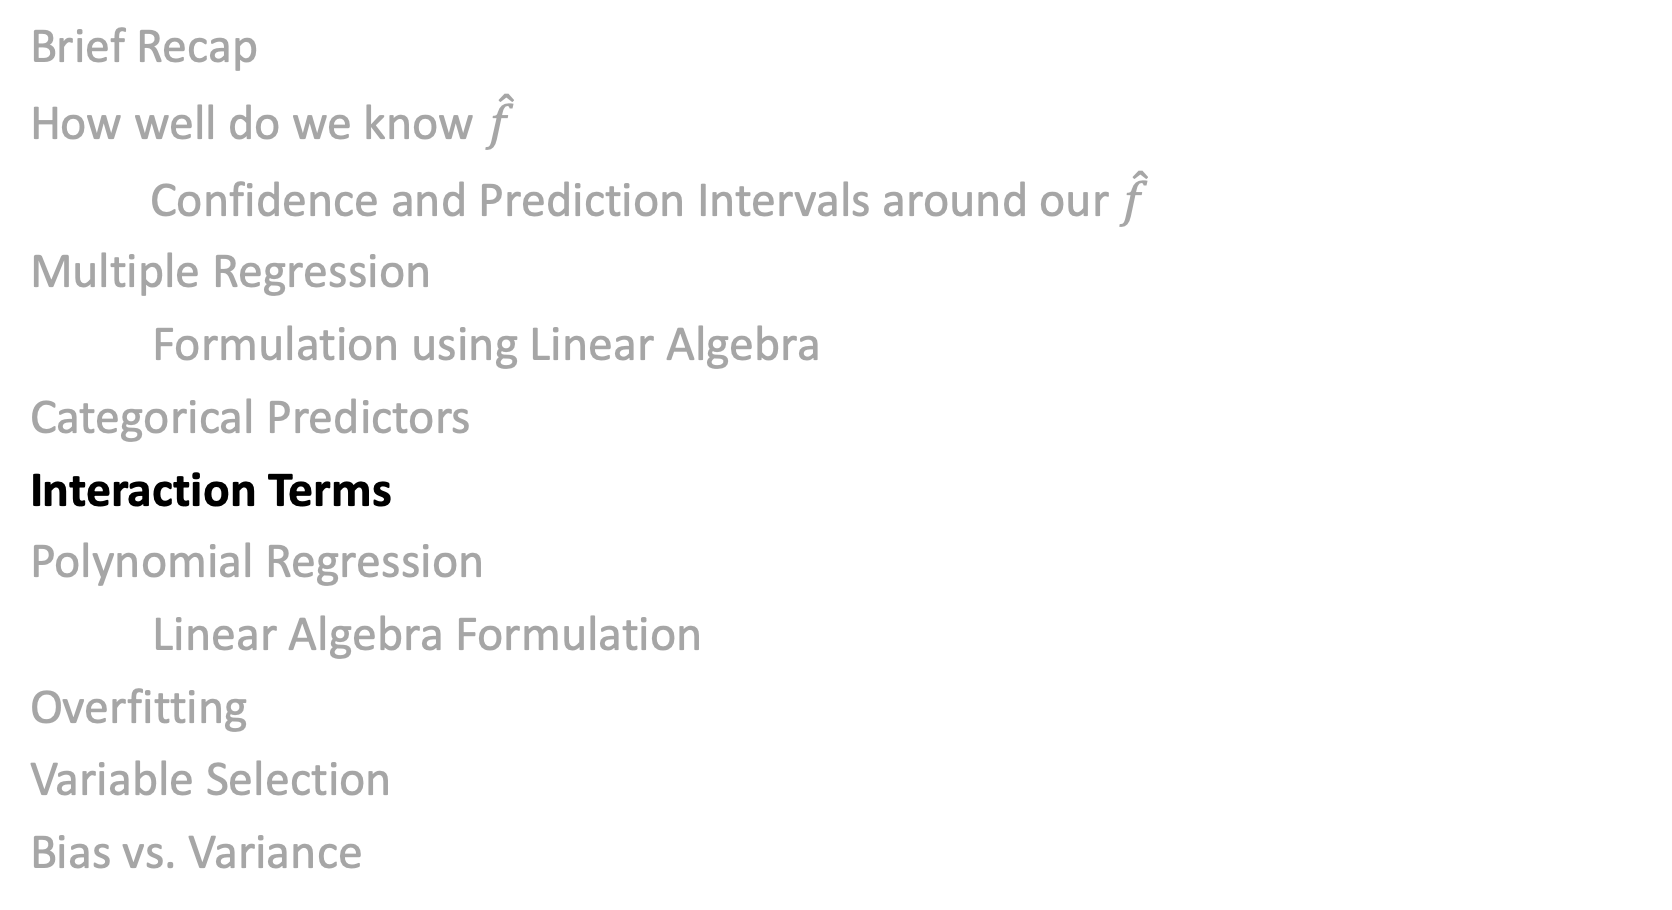 Brief Recap
How well do we know f̂
Confidence and Prediction Intervals around our f̂
Multiple Regression
Formulation using Linear Algebra
Categorical Predictors
Interaction Terms
Polynomial Regression
Linear Algebra Formulation
Overfitting
Variable Selection
Bias vs. Variance